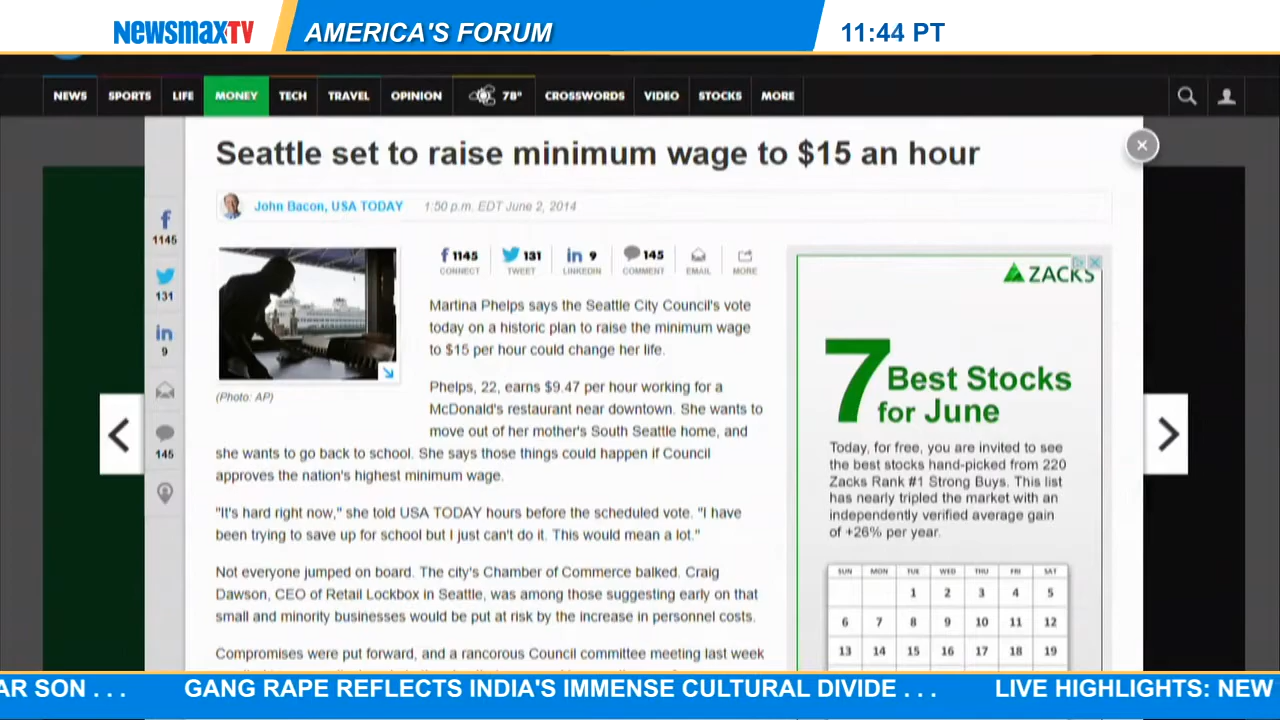 NEWSMAXTV
AMERICA'S FORUM
11:44 PT
NEWS SPORTS LIFE MONEY TECH TRAVEL OPINION 78° CROSSWORDS VIDEO STOCKS MORE
Seattle set to raise minimum wage to $15 an hour
John Bacon, USA TODAY 1:50 p.m. EDT June 2, 2014
f
1145
131
in
9
145
(Photo: AP)
f 1145 131 in 9 145
CONNECT TWEET LINKEDIN COMMENT EMAIL MORE
Martina Phelps says the Seattle City Council's vote
today on a historic plan to raise the minimum wage
to $15 per hour could change her life.
Phelps, 22, earns $9.47 per hour working for a
McDonald's restaurant near downtown. She wants to
move out of her mother's South Seattle home, and
she wants to go back to school. She says those things could happen if Council
approves the nation's highest minimum wage.
"It's hard right now," she told USA TODAY hours before the scheduled vote. "I have
been trying to save up for school but I just can't do it. This would mean a lot."
Not everyone jumped on board. The city's Chamber of Commerce balked. Craig
Dawson, CEO of Retail Lockbox in Seattle, was among those suggesting early on that
small and minority businesses would be put at risk by the increase in personnel costs.
Compromises were put forward, and a rancorous Council committee meeting last week
ZACKS
7 Best Stocks
for June
Today, for free, you are invited to see
the best stocks hand-picked from 220
Zacks Rank #1 Strong Buys. This list
has nearly tripled the market with an
independently verified average gain
of +26% per year.
SUN MON TUE WED THU FRI SAT
1 2 3 4 5
6 7 8 9 10 11 12
13 14 15 16 17 18 19
AR SON . . . GANG RAPE REFLECTS INDIA'S IMMENSE CULTURAL DIVIDE . . . LIVE HIGHLIGHTS: NEW